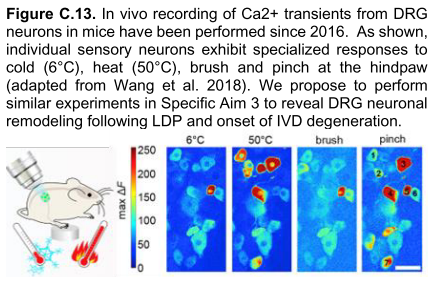 Figure C.13. In vivo recording of Ca2+ transients from DRG
neurons in mice have been performed since 2016. As shown,
individual sensory neurons exhibit specialized responses to
cold (6°C), heat (50°C), brush and pinch at the hindpaw
(adapted from Wang et al. 2018). We propose to perform
similar experiments in Specific Aim 3 to reveal DRG neuronal
remodeling following LDP and onset of IVD degeneration.
6°C 50°C brush pinch
max ΔF
250
200
150
100
50
0
1
2
3